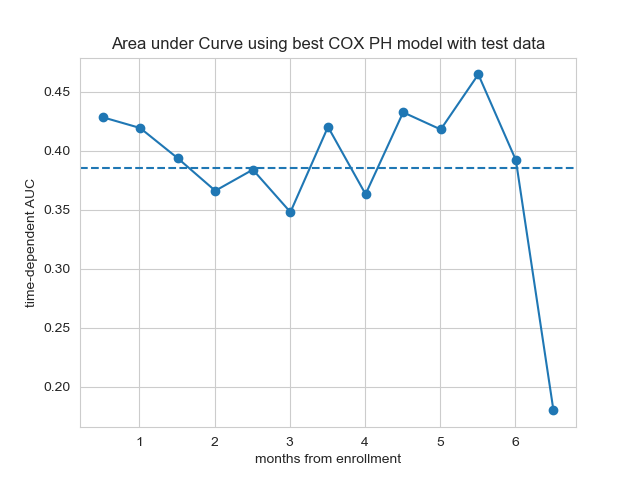 Area under Curve using best COX PH model with test data
time-dependent AUC
0.45
0.40
0.35
0.30
0.25
0.20
1 2 3 4 5 6
months from enrollment